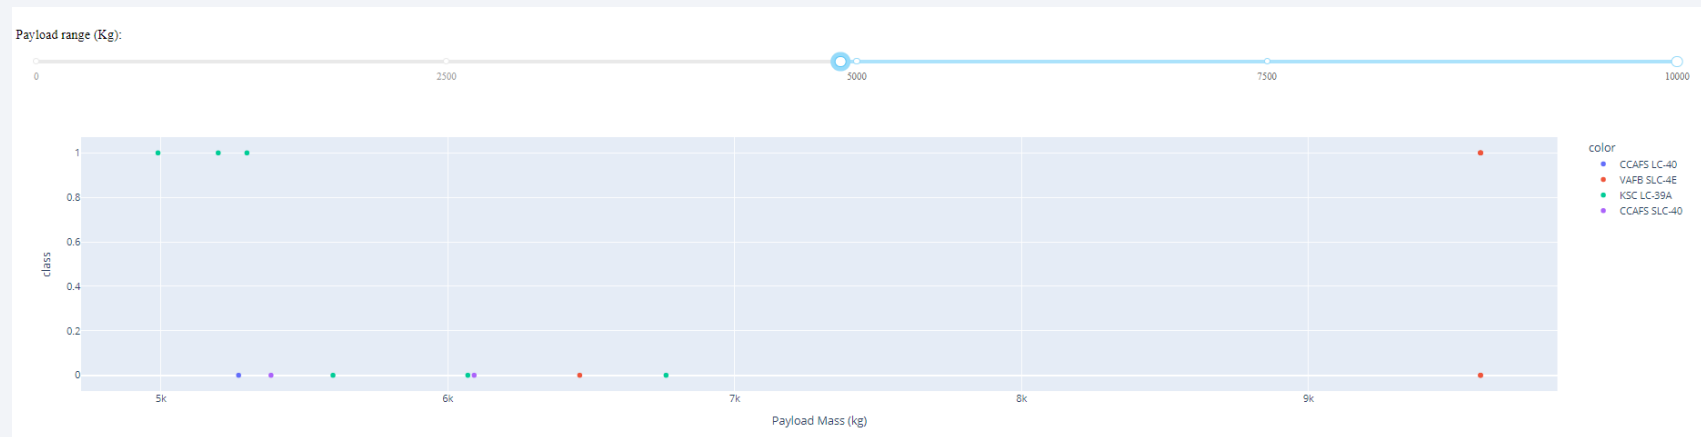 Payload range (Kg):
0 2500 5000 7500 10000
color
CCAFS LC-40
VAFB SLC-4E
KSC LC-39A
CCAFS SLC-40
1
0.8
0.6
0.4
0.2
0
class
5k 6k 7k 8k 9k
Payload Mass (kg)